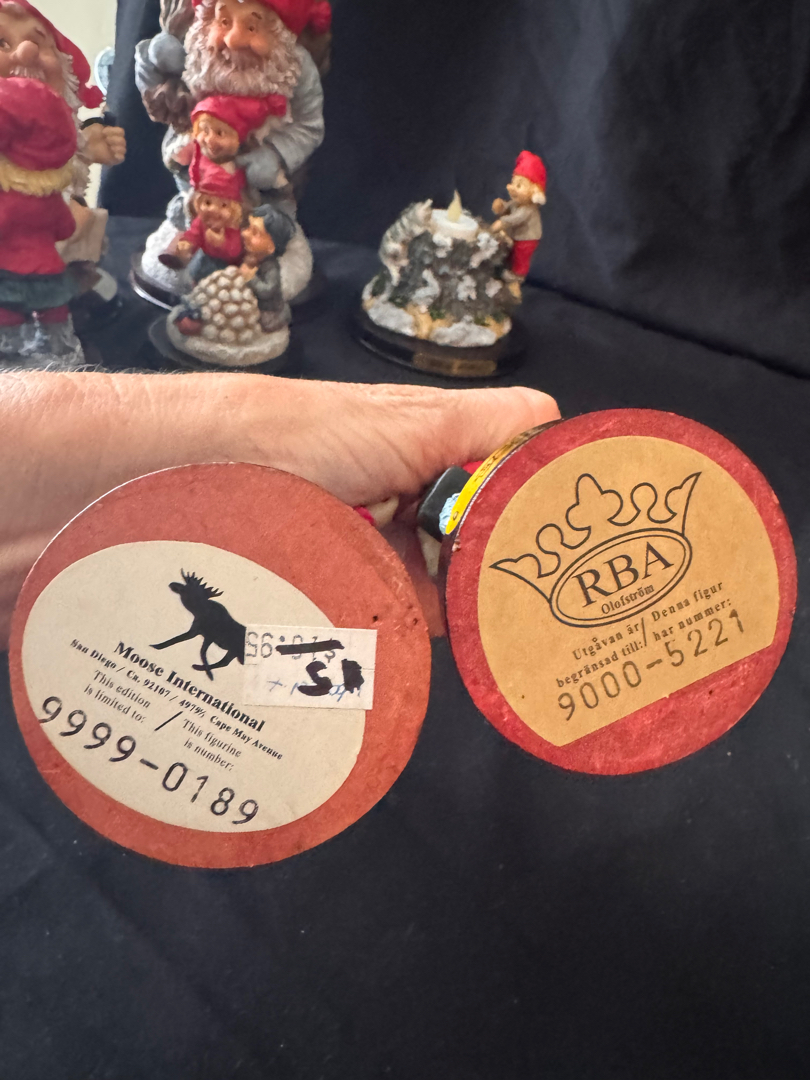 Moose International
San Diego / Ca. 92107 / 4979½ Cape May Avenue
This edition is limited to: / This figurine is number:
9999-0189
RBA
Olofström
Utgåvan är begränsad till: / Denna figur har nummer:
9000-5221